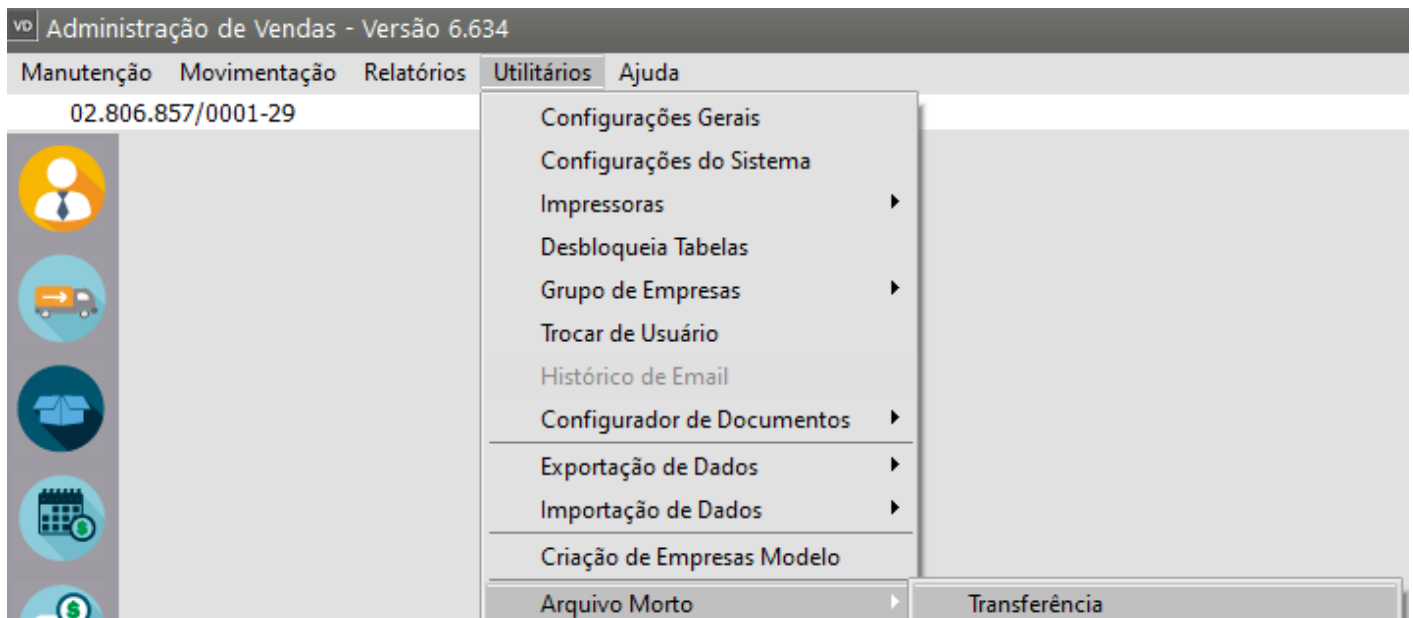 VD Administração de Vendas - Versão 6.634
Manutenção Movimentação Relatórios Utilitários Ajuda
02.806.857/0001-29
Configurações Gerais
Configurações do Sistema
Impressoras
Desbloqueia Tabelas
Grupo de Empresas
Trocar de Usuário
Histórico de Email
Configurador de Documentos
Exportação de Dados
Importação de Dados
Criação de Empresas Modelo
Arquivo Morto Transferência